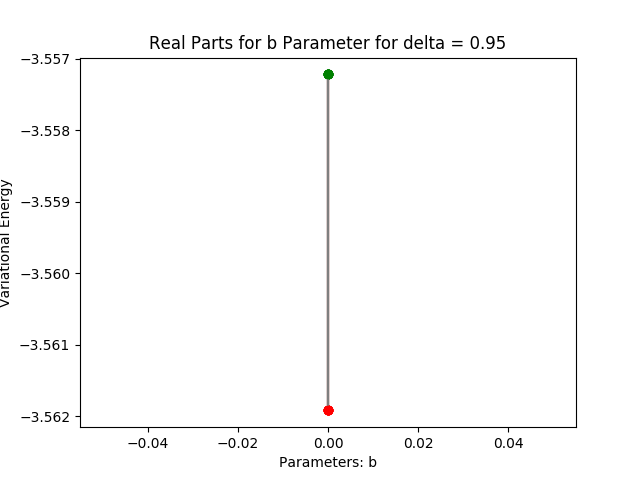 Real Parts for b Parameter for delta = 0.95
Variational Energy
−3.557
−3.558
−3.559
−3.560
−3.561
−3.562
−0.04 −0.02 0.00 0.02 0.04
Parameters: b